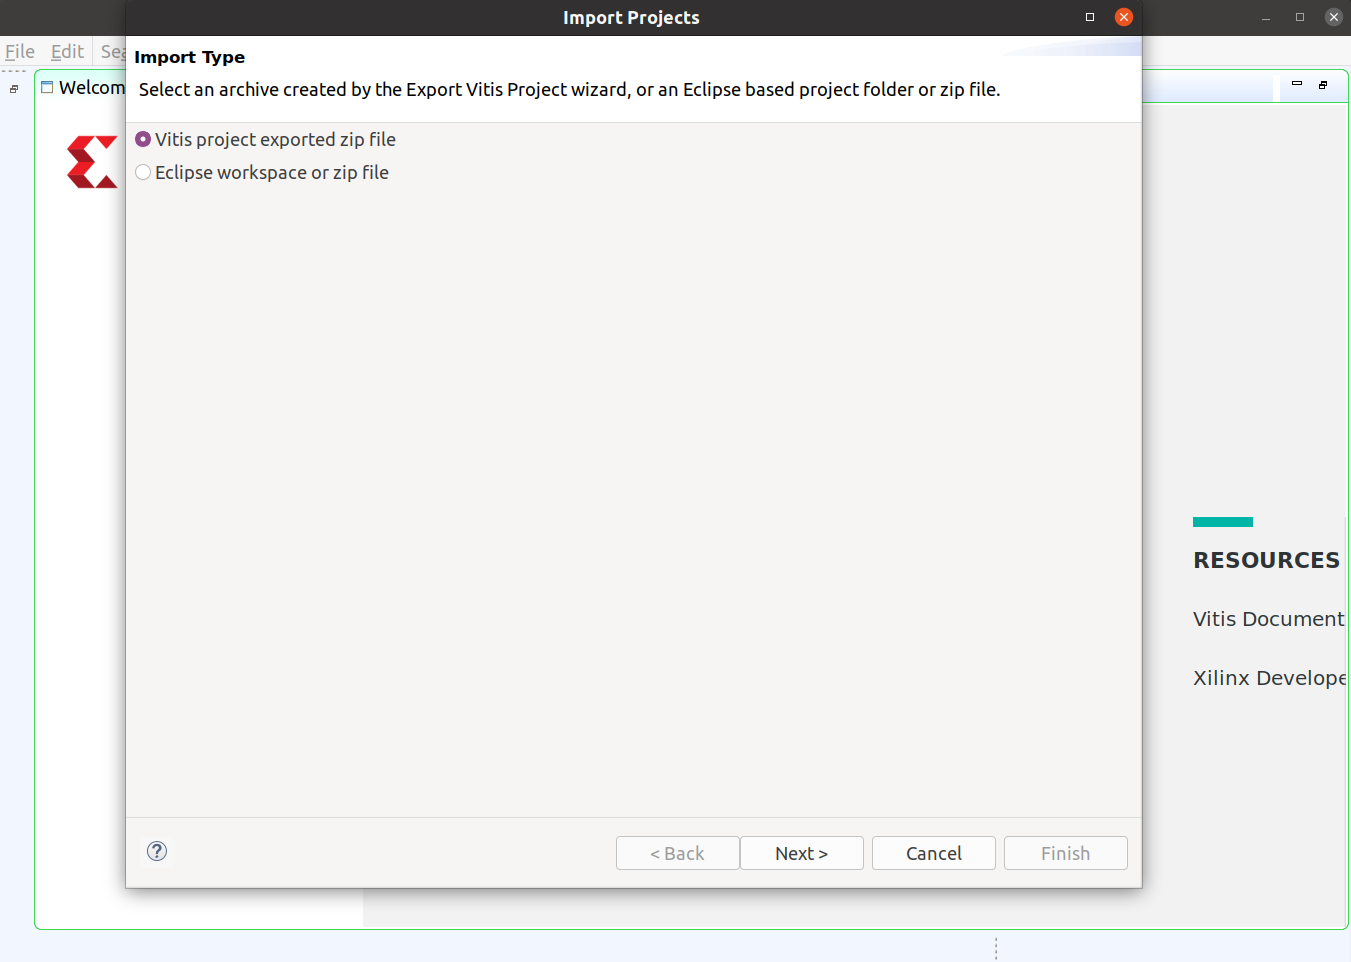 Import Projects
File Edit Sea
Welcom
Import Type
Select an archive created by the Export Vitis Project wizard, or an Eclipse based project folder or zip file.
Vitis project exported zip file
Eclipse workspace or zip file
RESOURCES
Vitis Document
Xilinx Develope
?
< Back Next > Cancel Finish